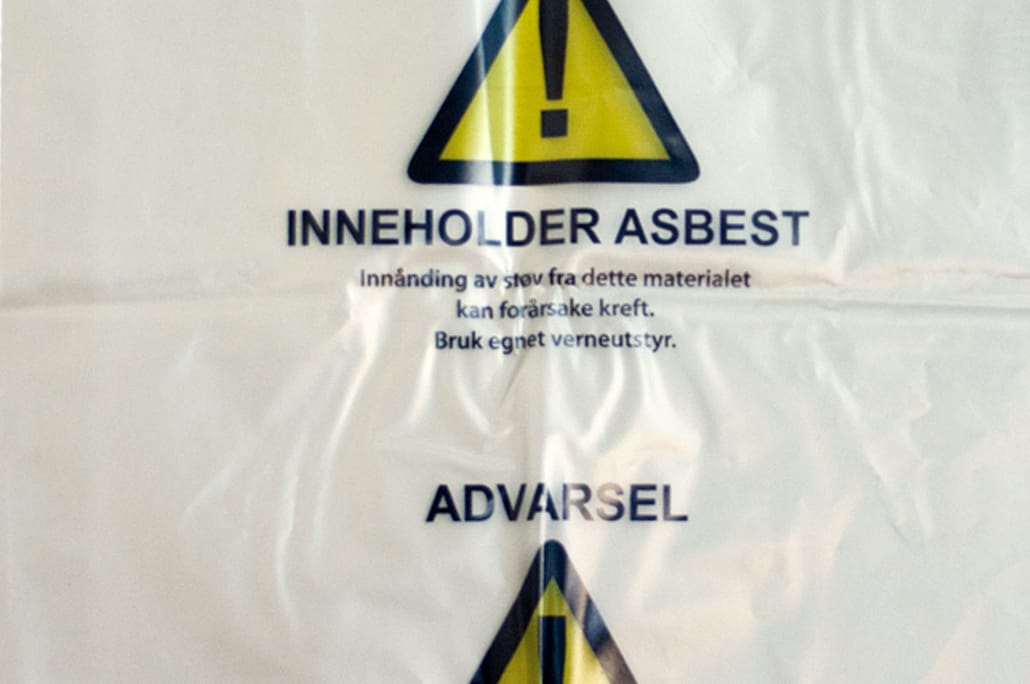 INNEHOLDER ASBEST
Innånding av støv fra dette materialet
kan forårsake kreft.
Bruk egnet verneutstyr.
ADVARSEL